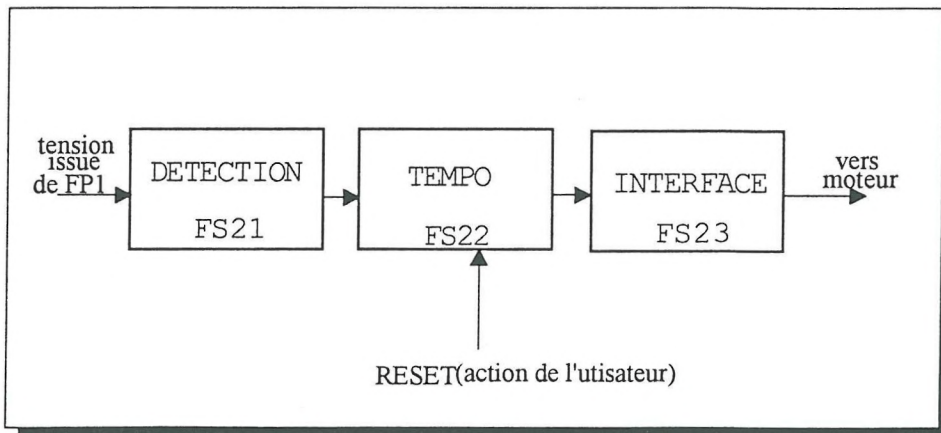 tension
issue
de FP1
DETECTION
FS21
TEMPO
FS22
INTERFACE
FS23
vers
moteur
RESET(action de l'utisateur)